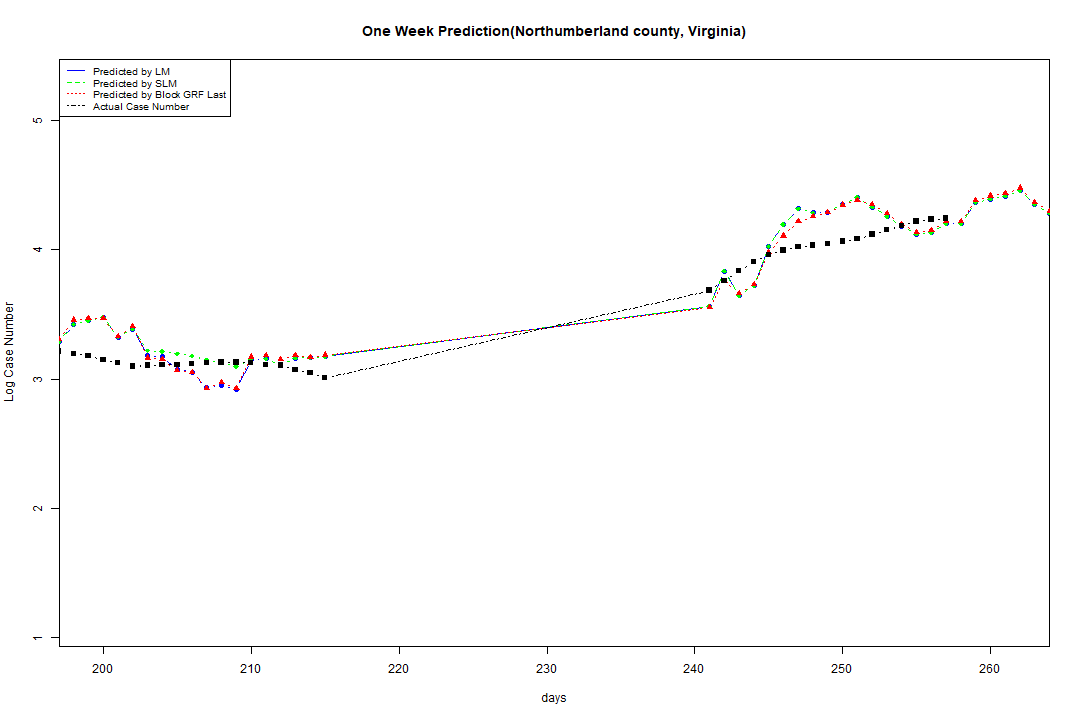 One Week Prediction(Northumberland county, Virginia)
Predicted by LM
Predicted by SLM
Predicted by Block GRF Last
Actual Case Number
Log Case Number
5
4
3
2
1
200 210 220 230 240 250 260
days